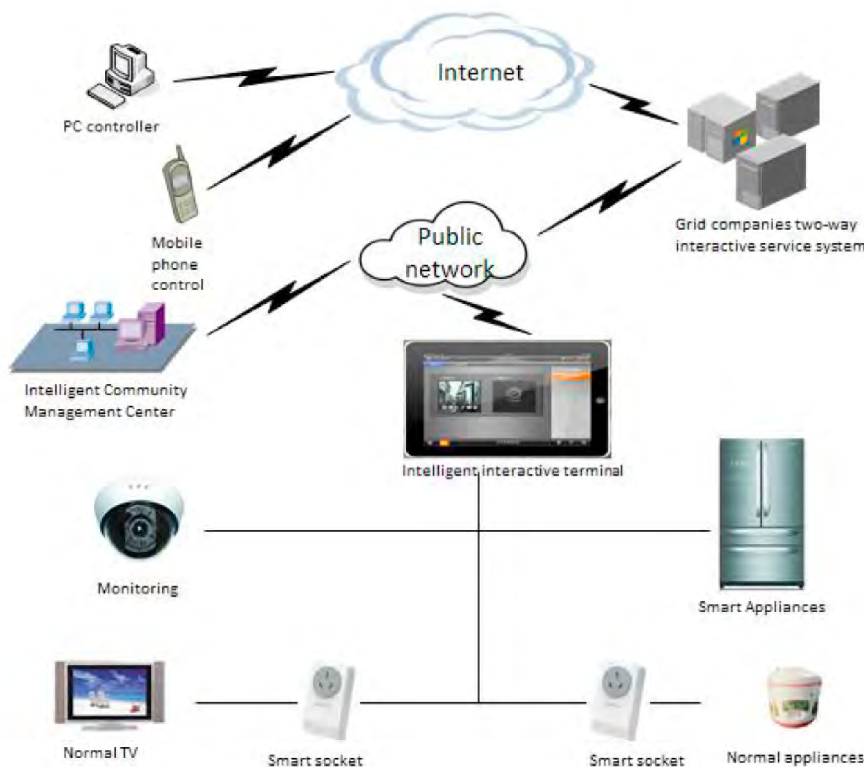 Internet
PC controller
Mobile
phone
control
Public
network
Grid companies two-way
interactive service system
Intelligent Community
Management Center
Intelligent interactive terminal
Monitoring
Smart Appliances
Normal TV
Smart socket
Smart socket
Normal appliances